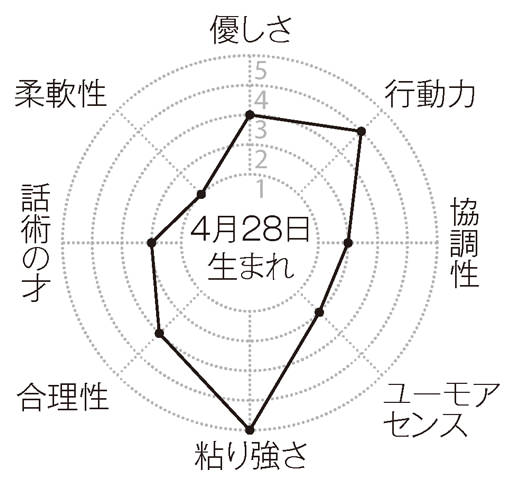 優しさ
行動力
協調性
ユーモア
センス
粘り強さ
合理性
話術の才
柔軟性
5
4
3
2
1
4月28日
生まれ